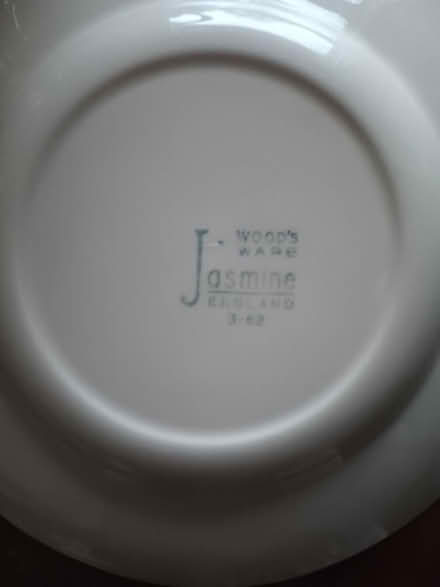 WOOD'S
WARE
Jasmine
ENGLAND
3-62